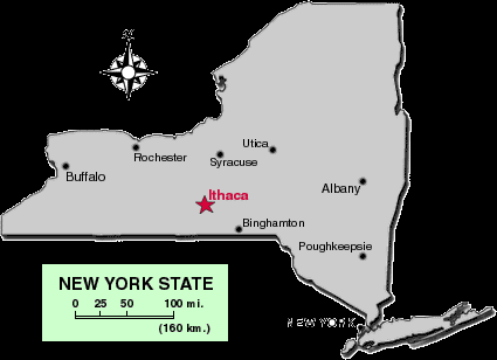 N
Utica
Rochester
Syracuse
Buffalo
Albany
Ithaca
Binghamton
Poughkeepsie
NEW YORK STATE
0 25 50 100 mi.
(160 km.)
NEW YORK